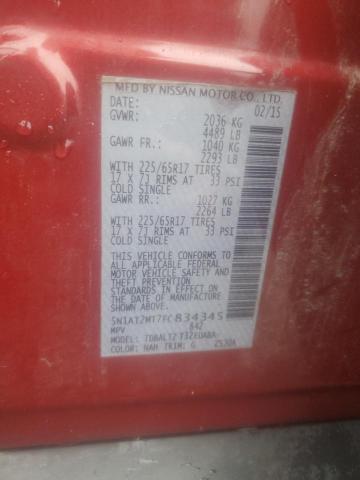 MFD BY NISSAN MOTOR CO., LTD.
DATE: 02/15
GVWR: 2036 KG
4489 LB
GAWR FR.: 1040 KG
2293 LB
WITH 225/65R17 TIRES
17 X 7J RIMS AT 33 PSI
COLD SINGLE
GAWR RR.: 1027 KG
2264 LB
WITH 225/65R17 TIRES
17 X 7J RIMS AT 33 PSI
COLD SINGLE
THIS VEHICLE CONFORMS TO
ALL APPLICABLE FEDERAL
MOTOR VEHICLE SAFETY AND
THEFT PREVENTION
STANDARDS IN EFFECT ON
THE DATE OF MANUFACTURE
SHOWN ABOVE.
5N1AT2MT7FC834345
MPV 642
MODEL:
COLOR: NAH TRIM: G